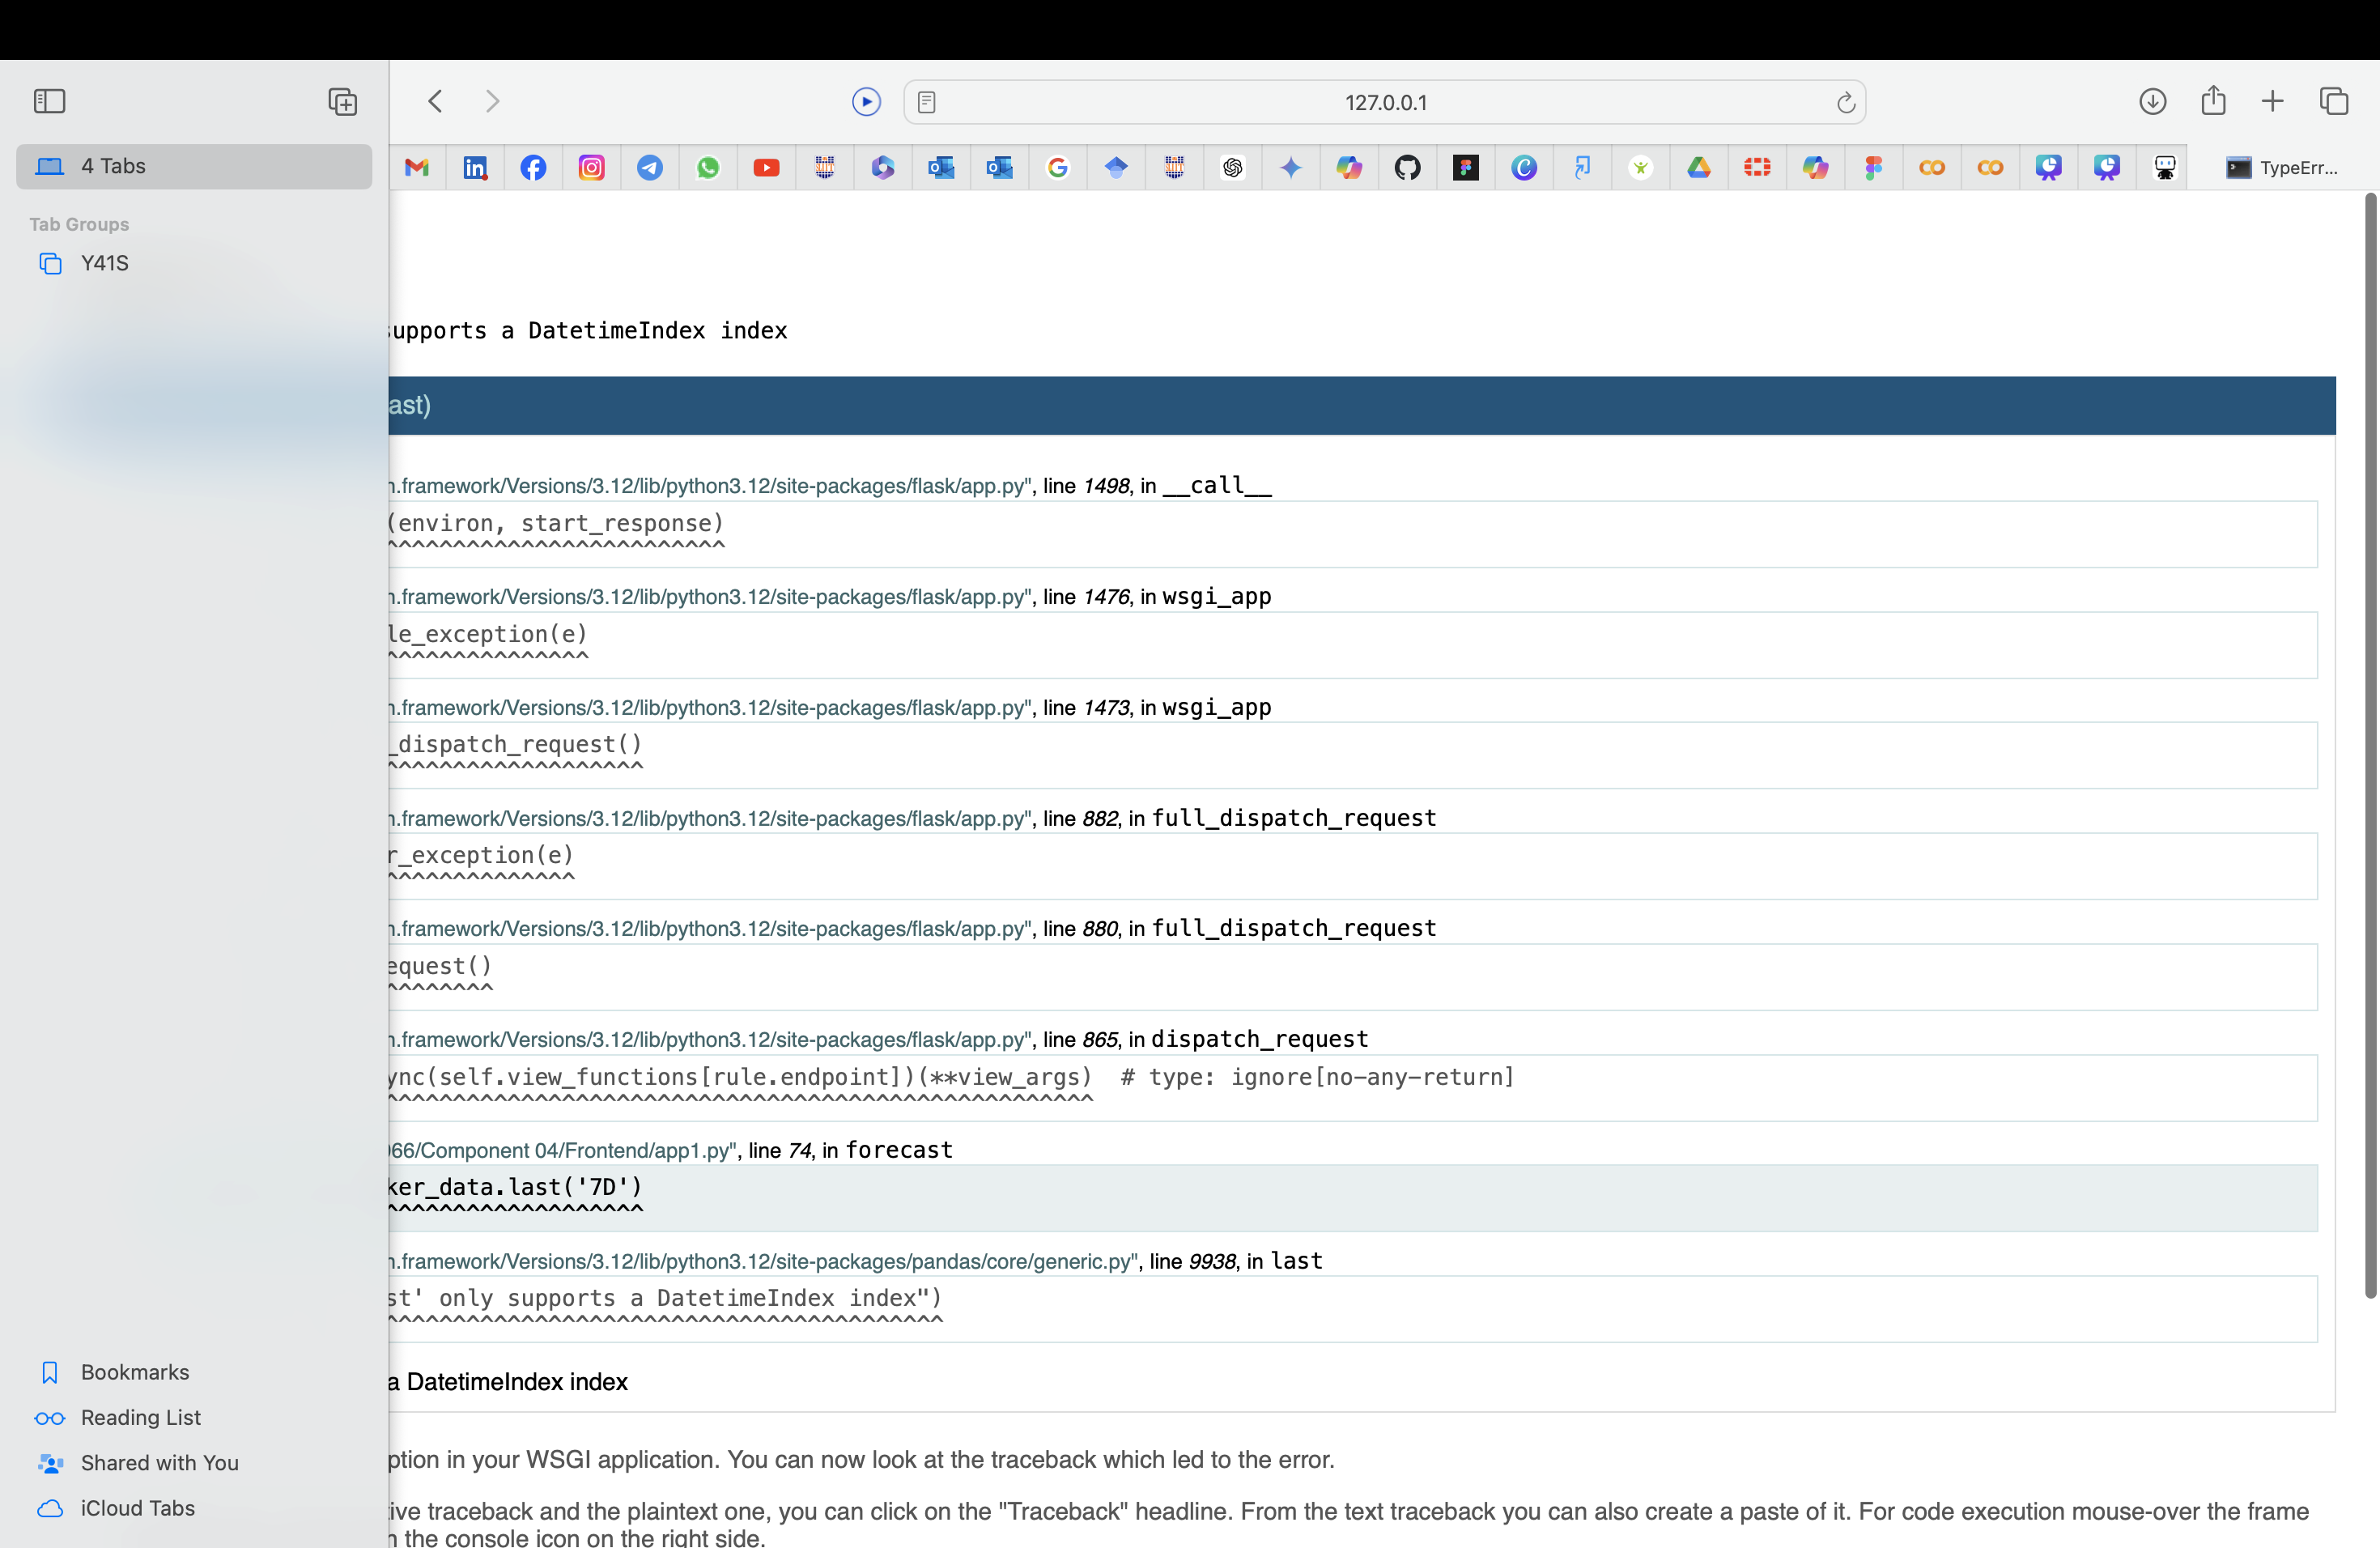 127.0.0.1
4 Tabs
TypeErr...
Tab Groups
Y41S
supports a DatetimeIndex index
ast)
n.framework/Versions/3.12/lib/python3.12/site-packages/flask/app.py", line 1498, in __call__
(environ, start_response)
^^^^^^^^^^^^^^^^^^^^^^^^^
n.framework/Versions/3.12/lib/python3.12/site-packages/flask/app.py", line 1476, in wsgi_app
le_exception(e)
^^^^^^^^^^^^^^^
n.framework/Versions/3.12/lib/python3.12/site-packages/flask/app.py", line 1473, in wsgi_app
_dispatch_request()
^^^^^^^^^^^^^^^^^^^
n.framework/Versions/3.12/lib/python3.12/site-packages/flask/app.py", line 882, in full_dispatch_request
r_exception(e)
^^^^^^^^^^^^^^
n.framework/Versions/3.12/lib/python3.12/site-packages/flask/app.py", line 880, in full_dispatch_request
equest()
^^^^^^^^
n.framework/Versions/3.12/lib/python3.12/site-packages/flask/app.py", line 865, in dispatch_request
ync(self.view_functions[rule.endpoint])(**view_args)  # type: ignore[no-any-return]
^^^^^^^^^^^^^^^^^^^^^^^^^^^^^^^^^^^^^^^^^^^^^^^^^^^^
066/Component 04/Frontend/app1.py", line 74, in forecast
ker_data.last('7D')
^^^^^^^^^^^^^^^^^^^
n.framework/Versions/3.12/lib/python3.12/site-packages/pandas/core/generic.py", line 9938, in last
st' only supports a DatetimeIndex index")
^^^^^^^^^^^^^^^^^^^^^^^^^^^^^^^^^^^^^^^^^
a DatetimeIndex index
ption in your WSGI application. You can now look at the traceback which led to the error.
tive traceback and the plaintext one, you can click on the "Traceback" headline. From the text traceback you can also create a paste of it. For code execution mouse-over the frame
n the console icon on the right side.
Bookmarks
Reading List
Shared with You
iCloud Tabs